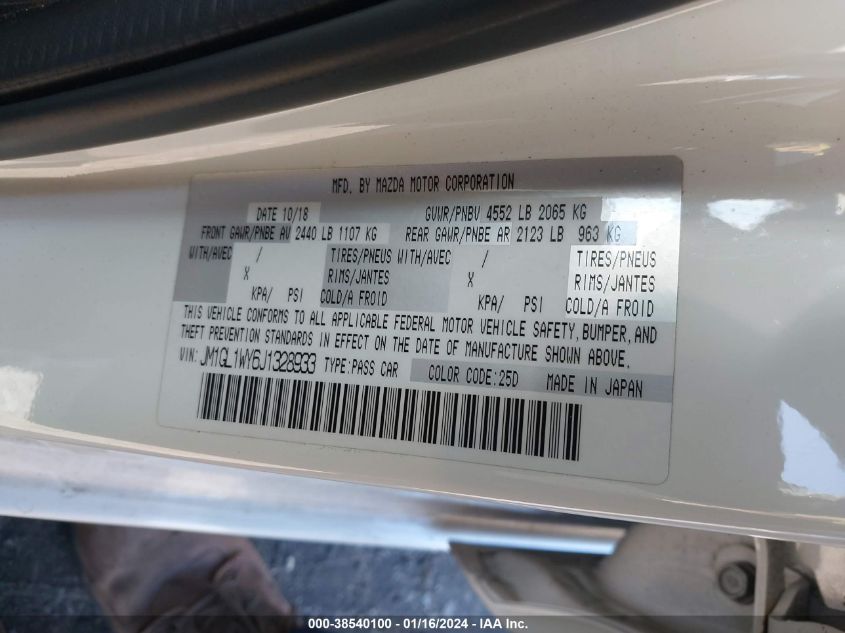 MFD. BY MAZDA MOTOR CORPORATION
DATE 10/18 GVWR/PNBV 4552 LB 2065 KG
FRONT GAWR/PNBE AV 2440 LB 1107 KG REAR GAWR/PNBE AR 2123 LB 963 KG
WITH/AVEC / TIRES/PNEUS WITH/AVEC / TIRES/PNEUS
X RIMS/JANTES X RIMS/JANTES
KPA/ PSI COLD/A FROID KPA/ PSI COLD/A FROID
THIS VEHICLE CONFORMS TO ALL APPLICABLE FEDERAL MOTOR VEHICLE SAFETY, BUMPER, AND
THEFT PREVENTION STANDARDS IN EFFECT ON THE DATE OF MANUFACTURE SHOWN ABOVE.
VIN: JM1GL1WY6J1328933 TYPE:PASS CAR COLOR CODE:25D MADE IN JAPAN
000-38540100 - 01/16/2024 - IAA Inc.